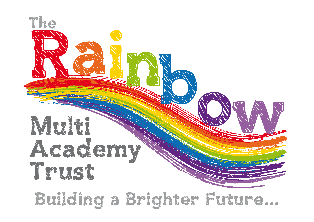 The
Rainbow
Multi
Academy
Trust
Building a Brighter Future...